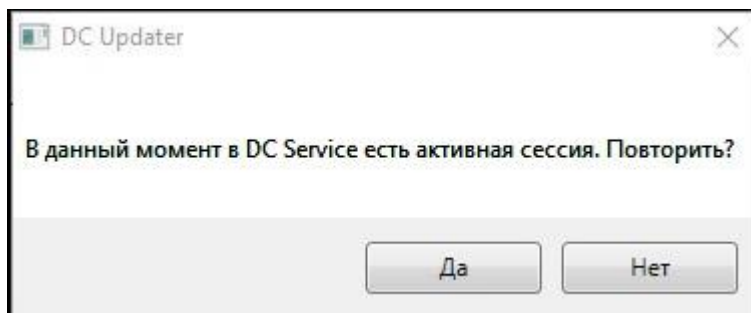 DC Updater
В данный момент в DC Service есть активная сессия. Повторить?
Да
Нет